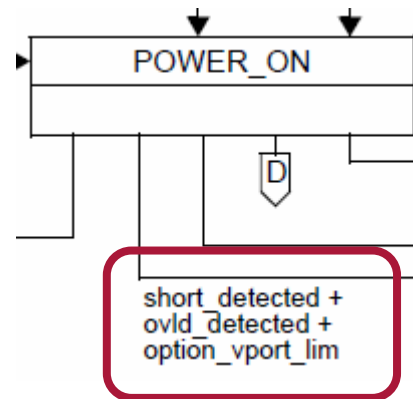 POWER_ON
D
short_detected +
ovld_detected +
option_vport_lim